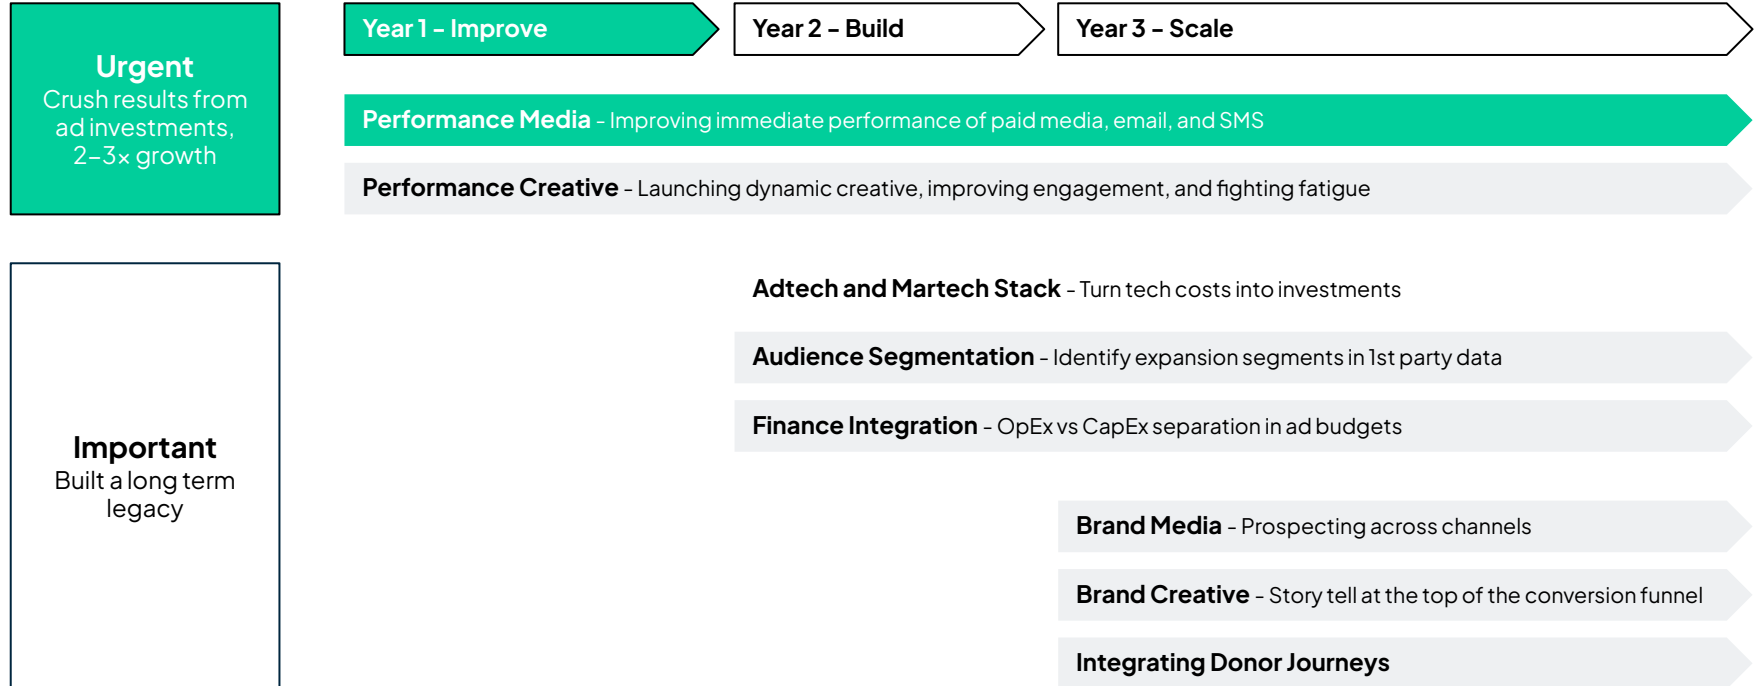 Urgent
Crush results from
ad investments,
2–3× growth
Year 1 – Improve
Year 2 – Build
Year 3 – Scale
Performance Media - Improving immediate performance of paid media, email, and SMS
Performance Creative - Launching dynamic creative, improving engagement, and fighting fatigue
Important
Built a long term
legacy
Adtech and Martech Stack - Turn tech costs into investments
Audience Segmentation - Identify expansion segments in 1st party data
Finance Integration - OpEx vs CapEx separation in ad budgets
Brand Media - Prospecting across channels
Brand Creative - Story tell at the top of the conversion funnel
Integrating Donor Journeys